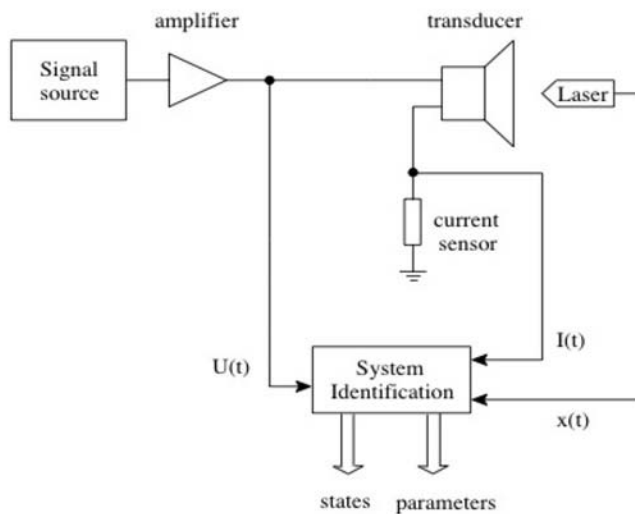 amplifier
transducer
Signal
source
Laser
current
sensor
I(t)
U(t)
System
Identification
x(t)
states
parameters